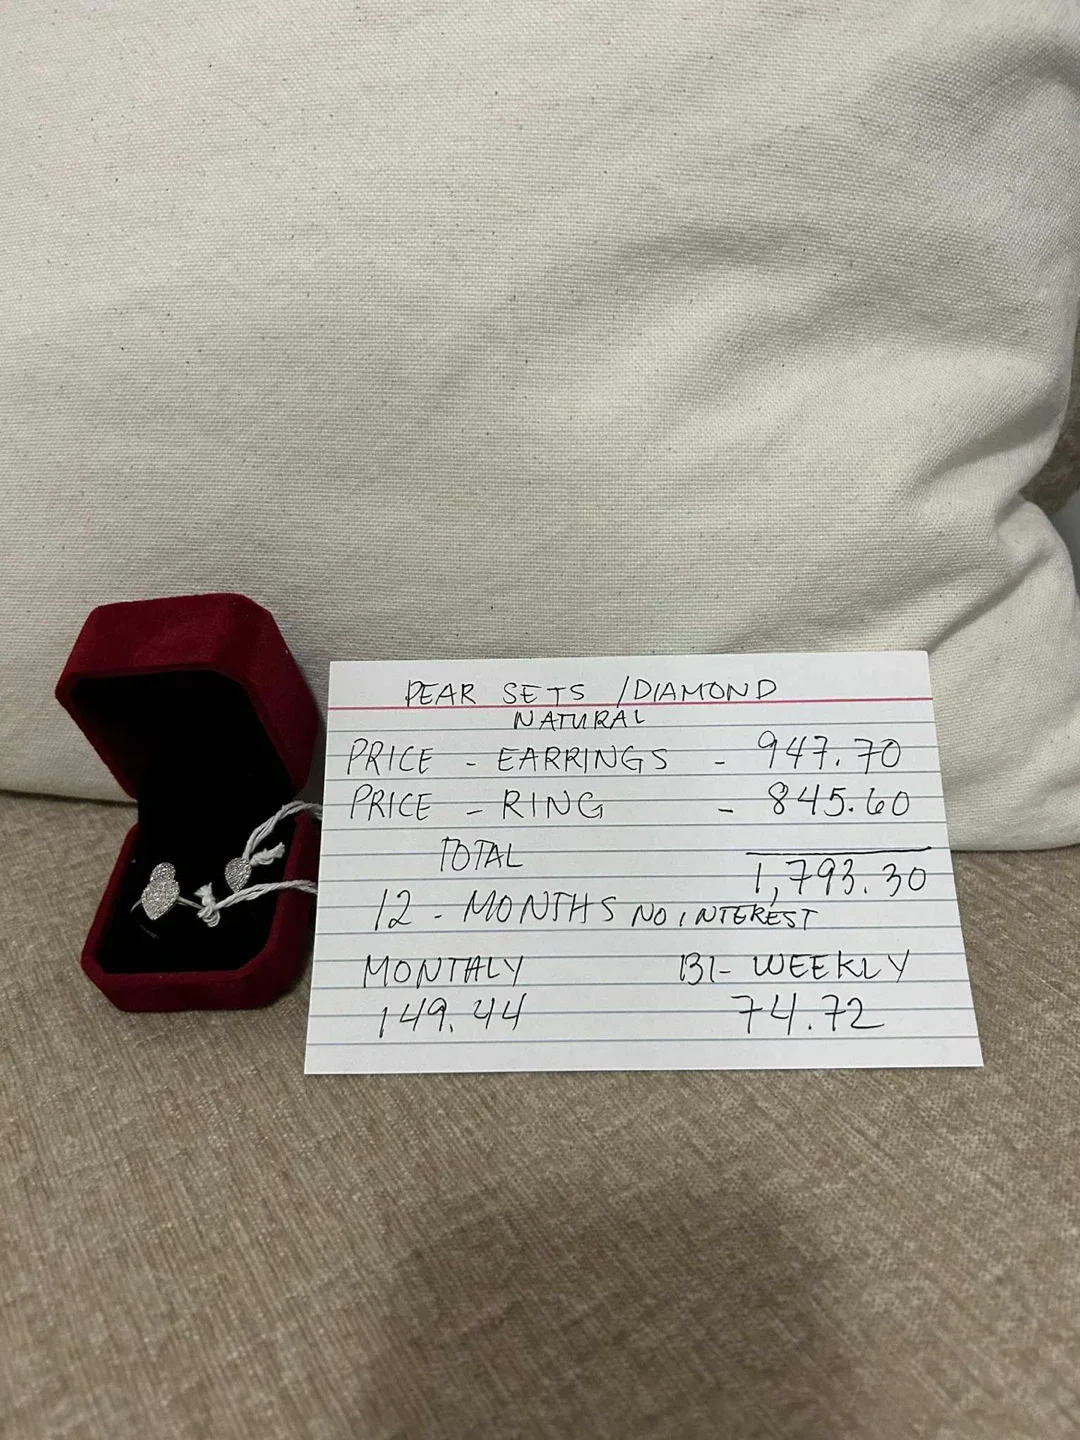 PEAR SETS /DIAMOND
NATURAL
PRICE - EARRINGS - 947.70
PRICE - RING - 845.60
TOTAL 1,793.30
12 - MONTHS NO INTEREST
MONTHLY BI-WEEKLY
149.44 74.72